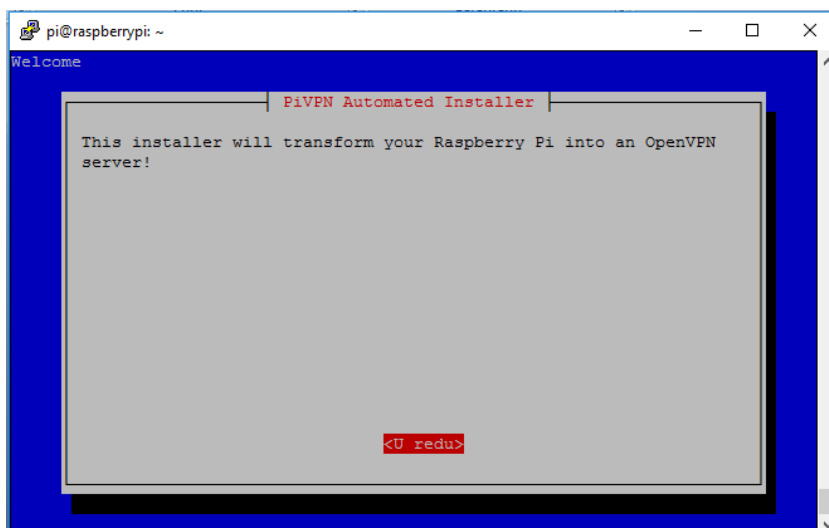 pi@raspberrypi: ~
Welcome
PiVPN Automated Installer
This installer will transform your Raspberry Pi into an OpenVPN
server!
<U redu>